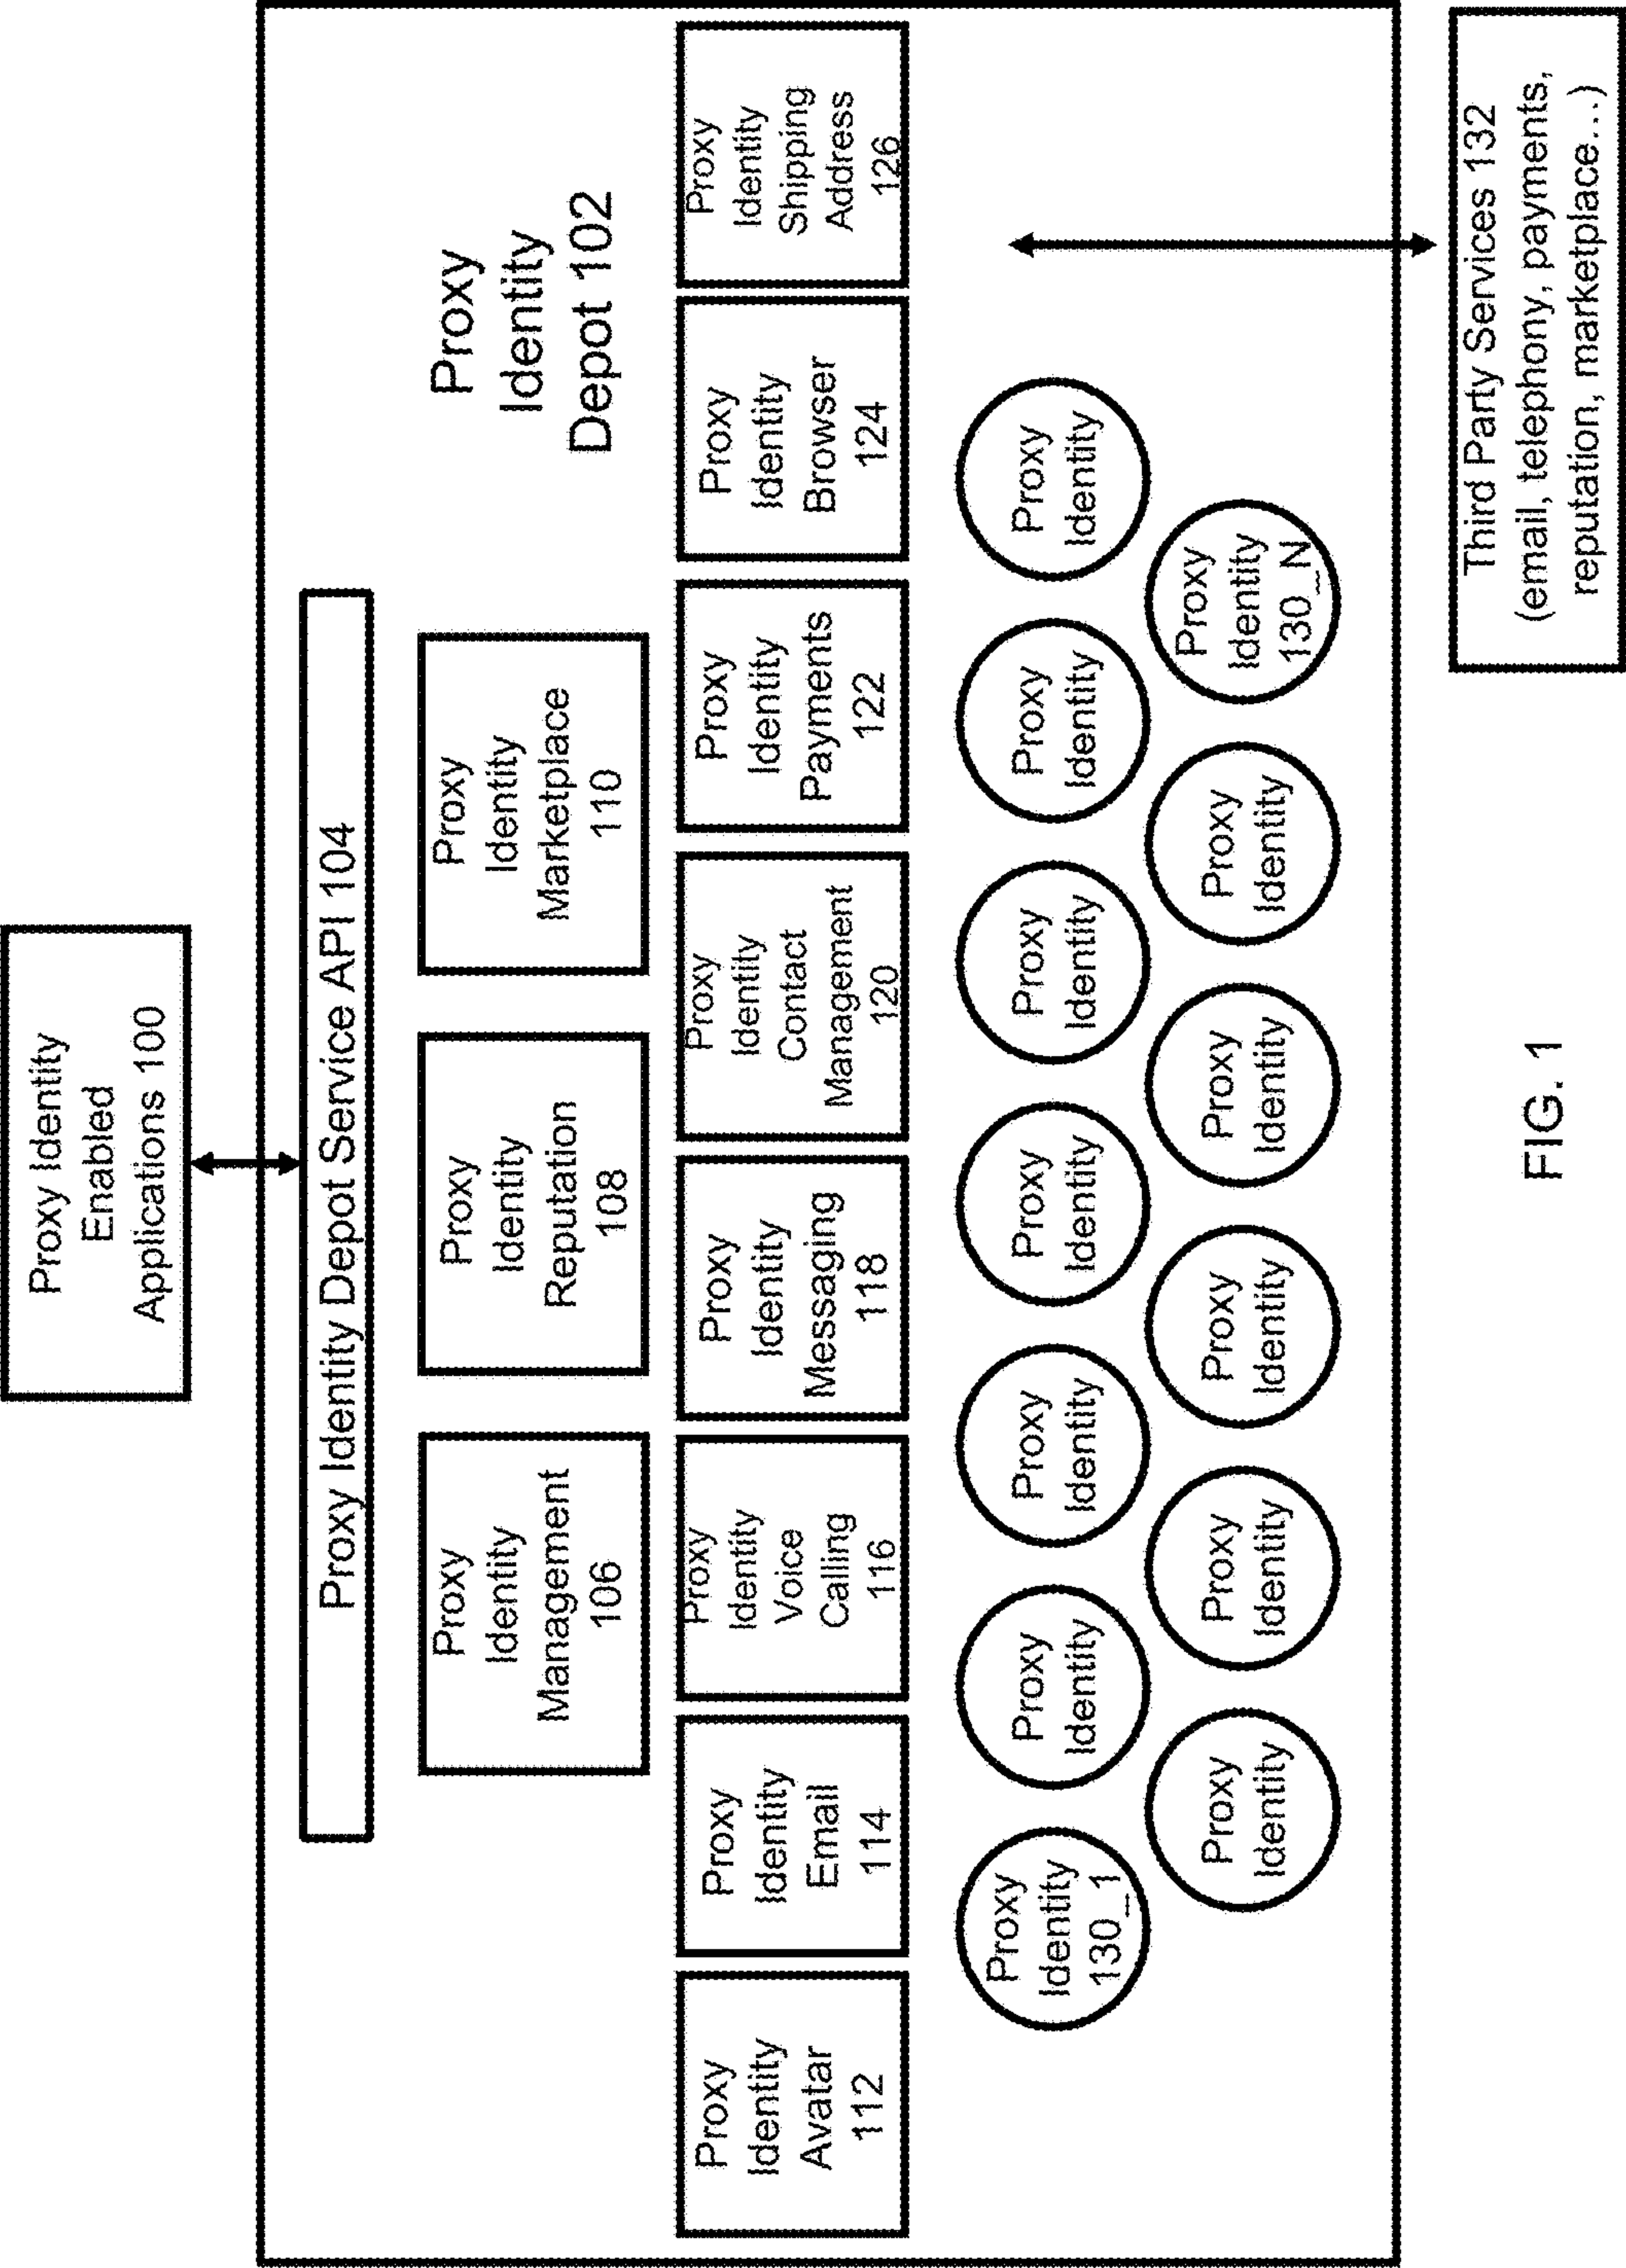 Proxy Identity
Enabled
Applications 100
Proxy Identity Depot Service API 104
Proxy
Identity
Depot 102
Proxy
Identity
Management
106
Proxy
Identity
Reputation
108
Proxy
Identity
Marketplace
110
Proxy
Identity
Avatar
112
Proxy
Identity
Email
114
Proxy
Identity
Voice
Calling
116
Proxy
Identity
Messaging
118
Proxy
Identity
Contact
Management
120
Proxy
Identity
Payments
122
Proxy
Identity
Browser
124
Proxy
Identity
Shipping
Address
126
Proxy
Identity
130_1
Proxy
Identity
Proxy
Identity
Proxy
Identity
Proxy
Identity
Proxy
Identity
Proxy
Identity
Proxy
Identity
Proxy
Identity
Proxy
Identity
Proxy
Identity
Proxy
Identity
Proxy
Identity
130_N
Third Party Services 132
(email, telephony, payments,
reputation, marketplace...)
FIG. 1